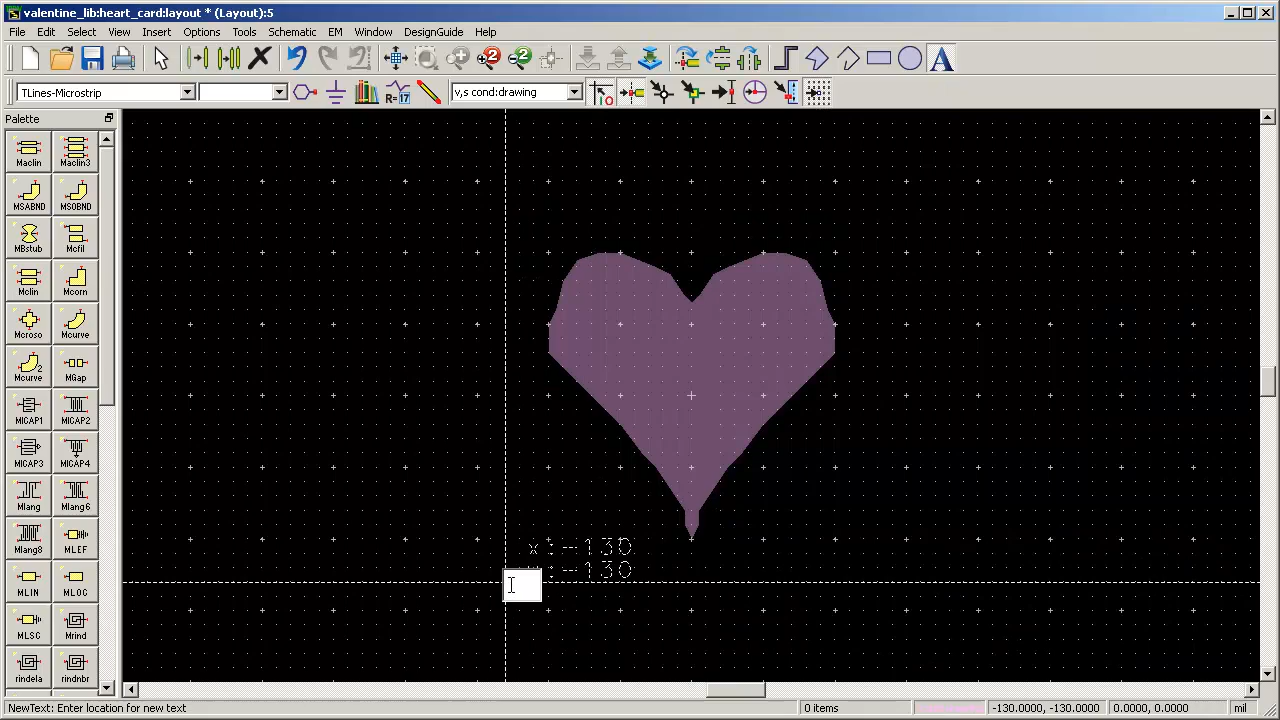 valentine_lib:heart_card:layout * (Layout):5
File Edit Select View Insert Options Tools Schematic EM Window DesignGuide Help
TLines-Microstrip
R=17
v,s cond:drawing
Palette
Maclin Maclin3
MSABND MSOBND
MBstub Mcfil
Mclin Mcorn
Mcroso Mcurve
Mcurve MGap
MICAP1 MICAP2
MICAP3 MICAP4
Mlang Mlang6
Mlang8 MLEF
MLIN MLOC
MLSC Mrind
rindela rindnbr
x:-130
:-130
NewText: Enter location for new text
0 items
-130.0000, -130.0000
0.0000, 0.0000
mil